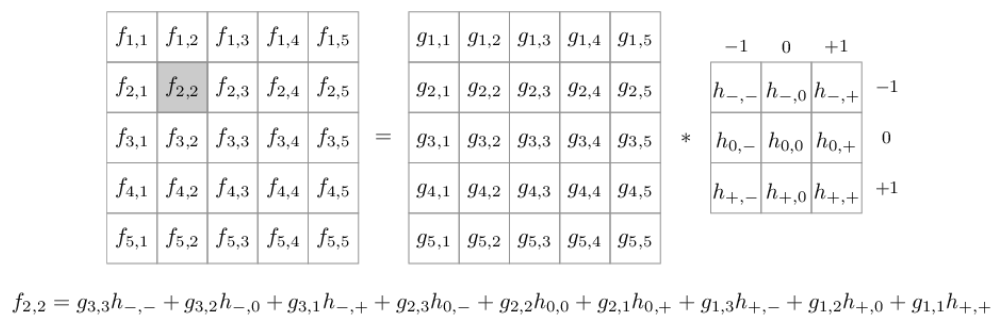 −1 0 +1
f1,1 f1,2 f1,3 f1,4 f1,5 g1,1 g1,2 g1,3 g1,4 g1,5
f2,1 f2,2 f2,3 f2,4 f2,5 g2,1 g2,2 g2,3 g2,4 g2,5 h−,− h−,0 h−,+ −1
f3,1 f3,2 f3,3 f3,4 f3,5 = g3,1 g3,2 g3,3 g3,4 g3,5 * h0,− h0,0 h0,+ 0
f4,1 f4,2 f4,3 f4,4 f4,5 g4,1 g4,2 g4,3 g4,4 g4,5 h+,− h+,0 h+,+ +1
f5,1 f5,2 f5,3 f5,4 f5,5 g5,1 g5,2 g5,3 g5,4 g5,5
f2,2 = g3,3h−,− + g3,2h−,0 + g3,1h−,+ + g2,3h0,− + g2,2h0,0 + g2,1h0,+ + g1,3h+,− + g1,2h+,0 + g1,1h+,+